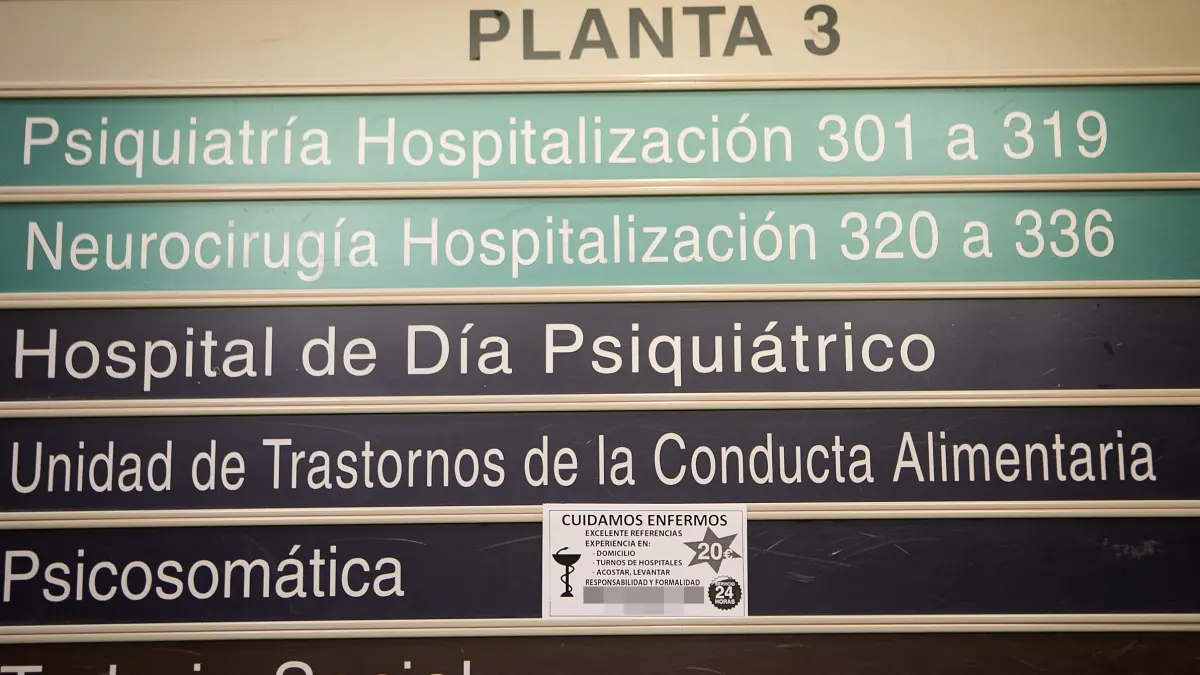 PLANTA 3
Psiquiatría Hospitalización 301 a 319
Neurocirugía Hospitalización 320 a 336
Hospital de Día Psiquiátrico
Unidad de Trastornos de la Conducta Alimentaria
CUIDAMOS ENFERMOS
EXCELENTE REFERENCIAS
EXPERIENCIA EN:
- DOMICILIO
- TURNOS DE HOSPITALES
- ACOSTAR, LEVANTAR
RESPONSABILIDAD Y FORMALIDAD
20€
SERVICIO
24
HORAS
Psicosomática